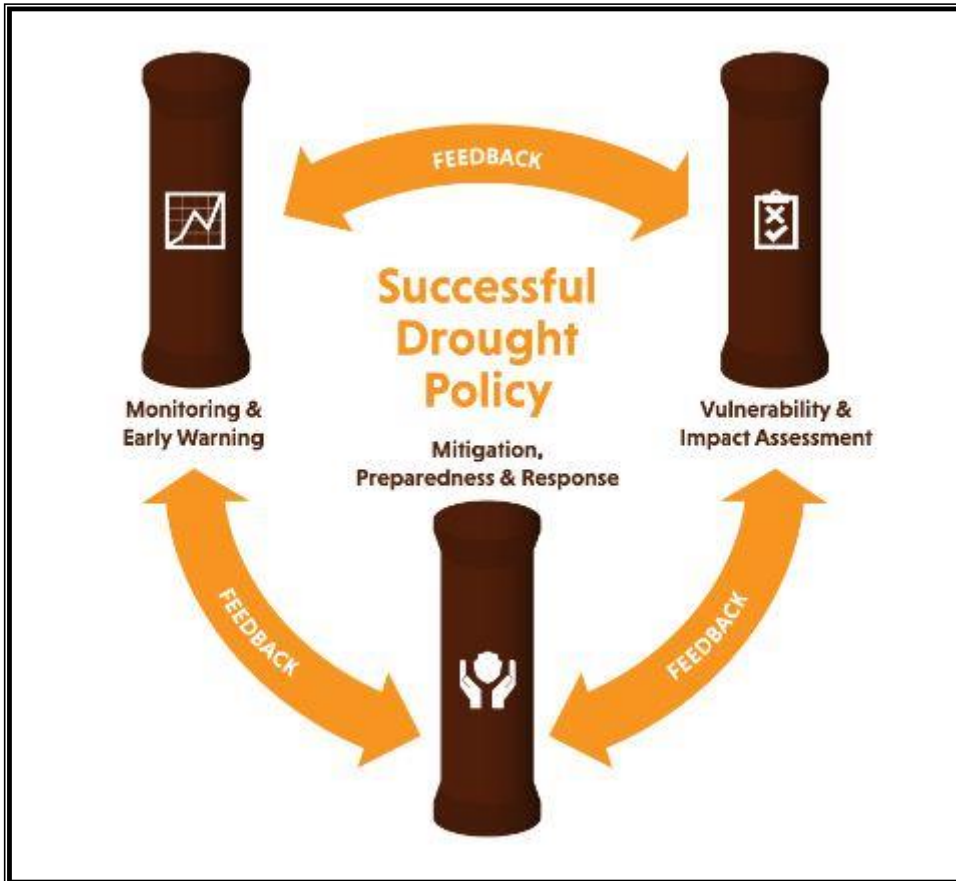 FEEDBACK
Successful
Drought
Policy
Monitoring &
Early Warning
Vulnerability &
Impact Assessment
Mitigation,
Preparedness & Response
FEEDBACK
FEEDBACK